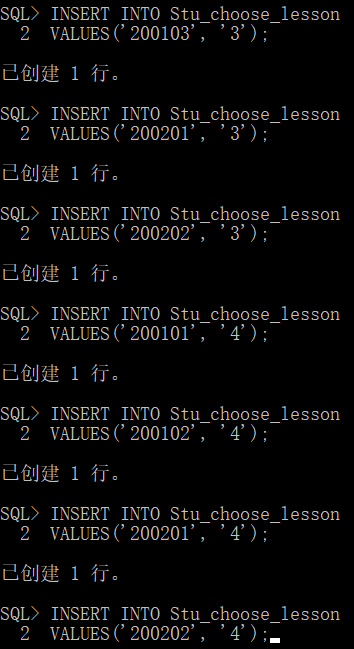 SQL> INSERT INTO Stu_choose_lesson
2 VALUES('200103', '3');
已创建 1 行。
SQL> INSERT INTO Stu_choose_lesson
2 VALUES('200201', '3');
已创建 1 行。
SQL> INSERT INTO Stu_choose_lesson
2 VALUES('200202', '3');
已创建 1 行。
SQL> INSERT INTO Stu_choose_lesson
2 VALUES('200101', '4');
已创建 1 行。
SQL> INSERT INTO Stu_choose_lesson
2 VALUES('200102', '4');
已创建 1 行。
SQL> INSERT INTO Stu_choose_lesson
2 VALUES('200201', '4');
已创建 1 行。
SQL> INSERT INTO Stu_choose_lesson
2 VALUES('200202', '4');